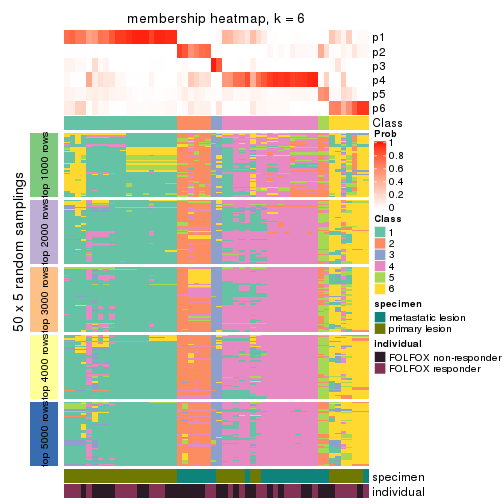 membership heatmap, k = 6
p1
p2
p3
p4
p5
p6
Class
50 x 5 random samplings
top 1000 rows
top 2000 rows
top 3000 rows
top 4000 rows
top 5000 rows
specimen
individual
Prob
1
0.8
0.6
0.4
0.2
0
Class
1
2
3
4
5
6
specimen
metastatic lesion
primary lesion
individual
FOLFOX non-responder
FOLFOX responder